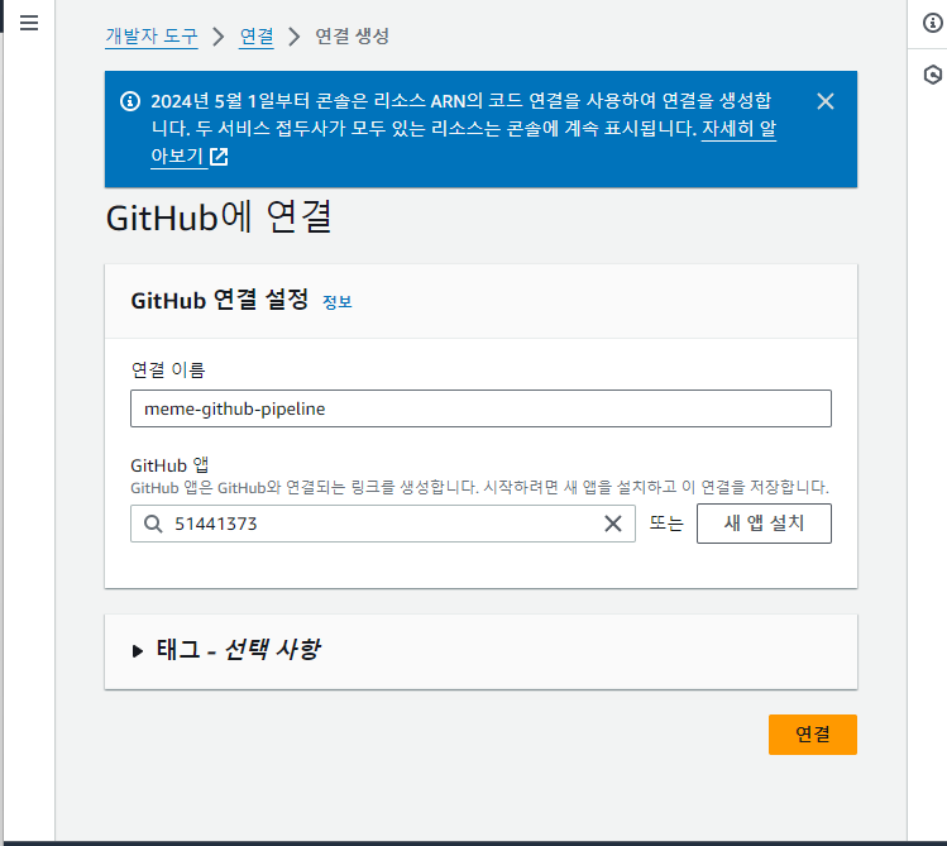 개발자 도구 > 연결 > 연결 생성
2024년 5월 1일부터 콘솔은 리소스 ARN의 코드 연결을 사용하여 연결을 생성합
니다. 두 서비스 접두사가 모두 있는 리소스는 콘솔에 계속 표시됩니다. 자세히 알
아보기
GitHub에 연결
GitHub 연결 설정 정보
연결 이름
meme-github-pipeline
GitHub 앱
GitHub 앱은 GitHub와 연결되는 링크를 생성합니다. 시작하려면 새 앱을 설치하고 이 연결을 저장합니다.
51441373 또는 새 앱 설치
태그 - 선택 사항
연결